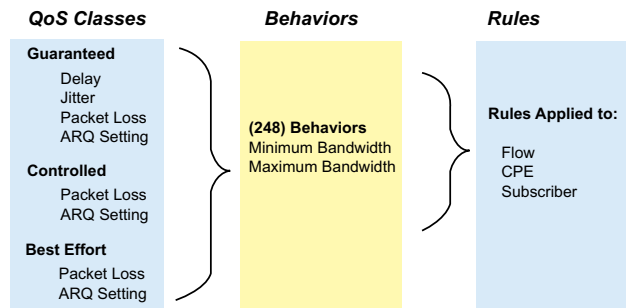 QoS Classes
Guaranteed
Delay
Jitter
Packet Loss
ARQ Setting
Controlled
Packet Loss
ARQ Setting
Best Effort
Packet Loss
ARQ Setting
Behaviors
(248) Behaviors
Minimum Bandwidth
Maximum Bandwidth
Rules
Rules Applied to:
Flow
CPE
Subscriber